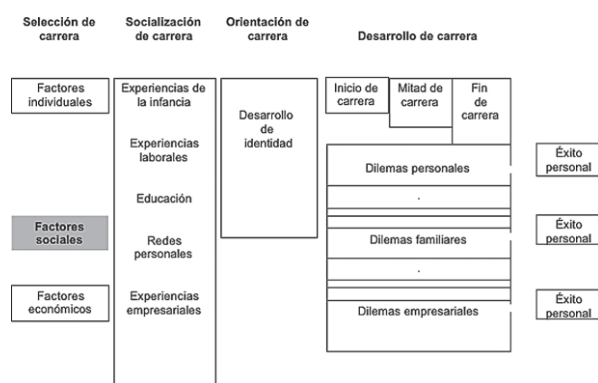 Selección de
carrera
Socialización
de carrera
Orientación de
carrera
Desarrollo de carrera
Factores
individuales
Factores
sociales
Factores
económicos
Experiencias de
la infancia
Experiencias
laborales
Educación
Redes
personales
Experiencias
empresariales
Desarrollo
de
identidad
Inicio de
carrera
Mitad de
carrera
Fin
de
carrera
Dilemas personales
.
Dilemas familiares
.
Dilemas empresariales
Éxito
personal
Éxito
personal
Éxito
personal